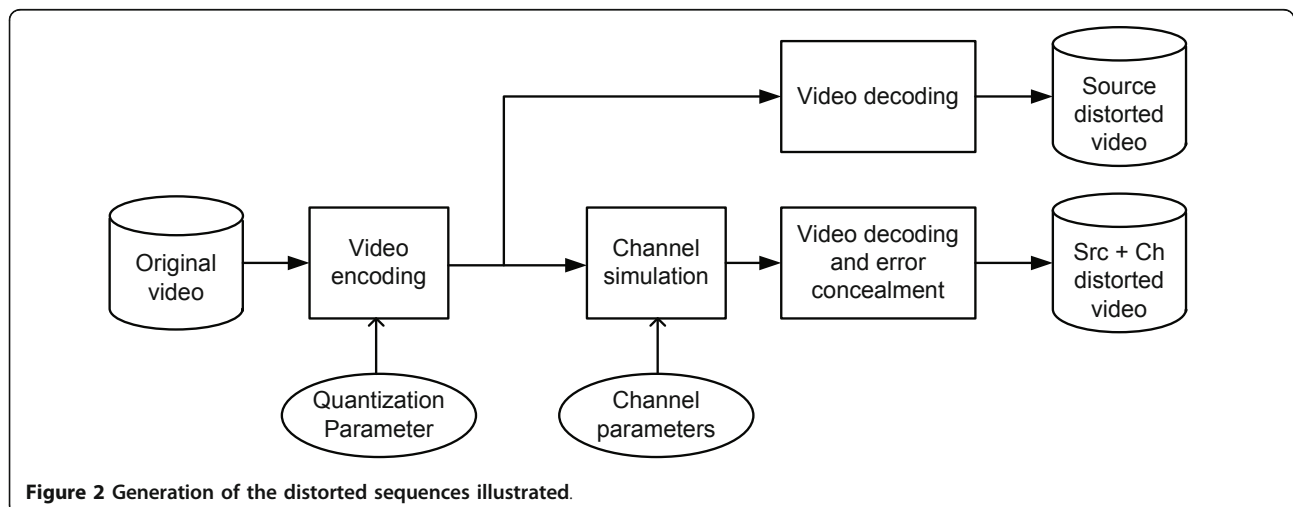 Video decoding
Source
distorted
video
Original
video
Video
encoding
Channel
simulation
Video decoding
and error
concealment
Src + Ch
distorted
video
Quantization
Parameter
Channel
parameters
Figure 2 Generation of the distorted sequences illustrated.